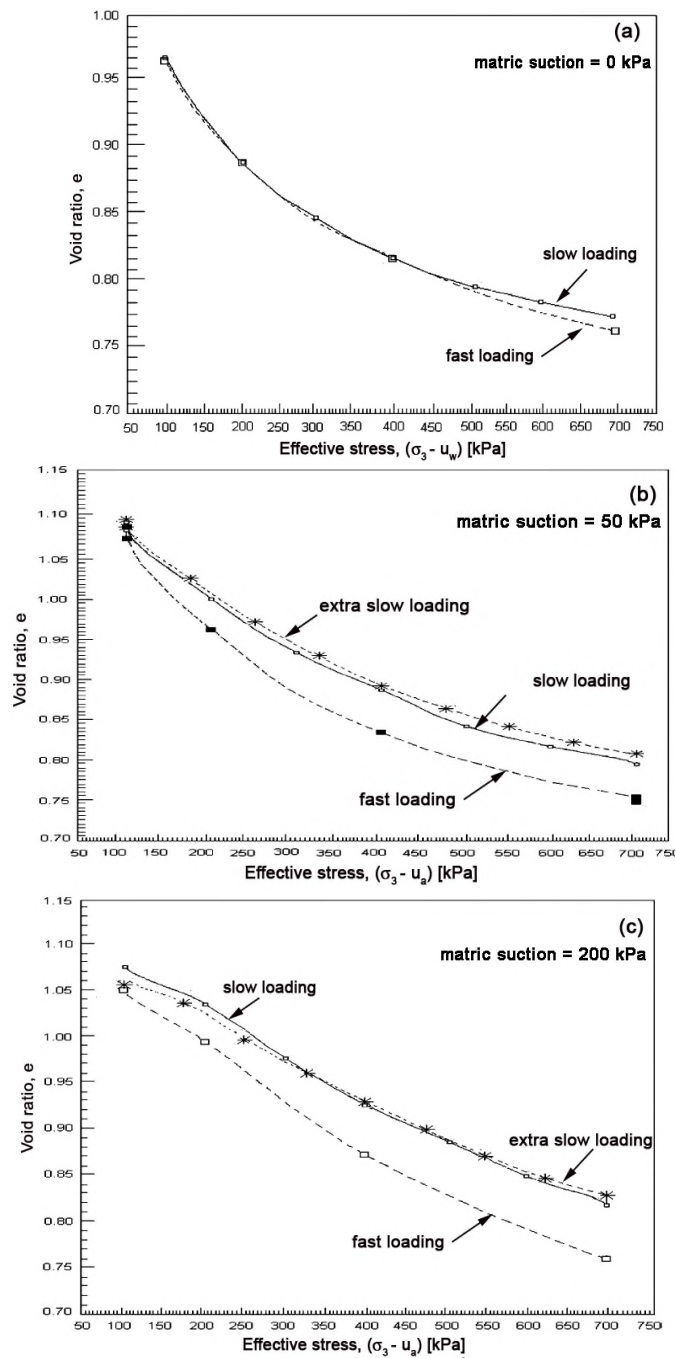 (a)
matric suction = 0 kPa
1.00
0.95
0.90
0.85
0.80
0.75
0.70
Void ratio, e
slow loading
fast loading
50 100 150 200 250 300 350 400 450 500 550 600 650 700 750
Effective stress, (σ3 - uw) [kPa]
(b)
matric suction = 50 kPa
1.15
1.10
1.05
1.00
0.95
0.90
0.85
0.80
0.75
0.70
Void ratio, e
extra slow loading
slow loading
fast loading
50 100 150 200 250 300 350 400 450 500 550 600 650 700 750
Effective stress, (σ3 - ua) [kPa]
(c)
matric suction = 200 kPa
1.15
1.10
1.05
1.00
0.95
0.90
0.85
0.80
0.75
0.70
Void ratio, e
slow loading
extra slow loading
fast loading
50 100 150 200 250 300 350 400 450 500 550 600 650 700 750
Effective stress, (σ3 - ua) [kPa]